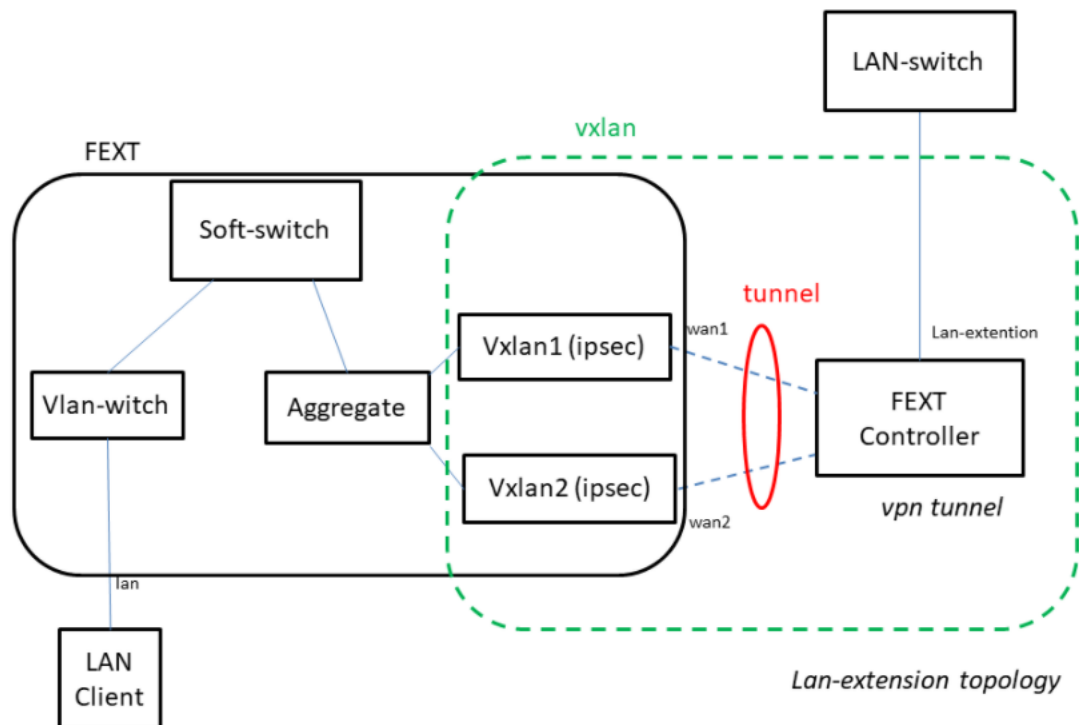 LAN-switch
vxlan
FEXT
Soft-switch
tunnel
wan1
Lan-extention
Vxlan1 (ipsec)
Vlan-witch
Aggregate
FEXT
Controller
Vxlan2 (ipsec)
vpn tunnel
wan2
lan
LAN
Client
Lan-extension topology